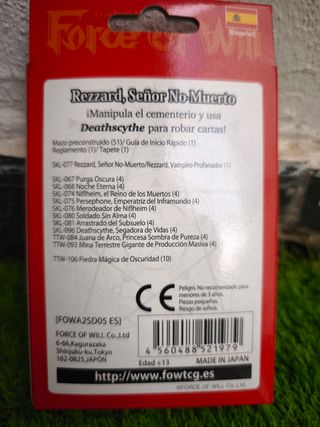 Force of Will
[Español]
Rezzard, Señor No-Muerto
¡Manipula el cementerio y usa
Deathscythe para robar cartas!
Mazo preconstruido (51)/ Guía de Inicio Rápido (1)
Reglamento (1)/ Tapete (1)
SKL-077 Rezzard, Señor No-Muerto/Rezzard, Vampiro Profanador (1)
SKL-067 Purga Oscura (4)
SKL-068 Noche Eterna (4)
SKL-074 Niflheim, el Reino de los Muertos (4)
SKL-075 Persephone, Emperatriz del Inframundo (4)
SKL-076 Merodeador de Niflheim (4)
SKL-080 Soldado Sin Alma (4)
SKL-081 Arrastrado del Subsuelo (4)
SKL-096 Deathscythe, Segadora de Vidas (4)
TTW-084 Juana de Arco, Princesa Sombra de Pureza (4)
TTW-093 Mina Terrestre Gigante de Producción Masiva (4)
TTW-106 Piedra Mágica de Oscuridad (10)
CE
Peligro. No recomendado para
menores de 3 años.
Piezas pequeñas.
Riesgo de asfixia.
[FOWA25D05 ES]
FORCE OF WILL Co.,Ltd
6-66,Kagurazaka
Shinjuku-ku,Tokyo
162-0825,JAPÓN
4 560488 521979
Edad +13
MADE IN JAPAN
http://www.fowtcg.es
©FORCE OF WILL Co.,Ltd